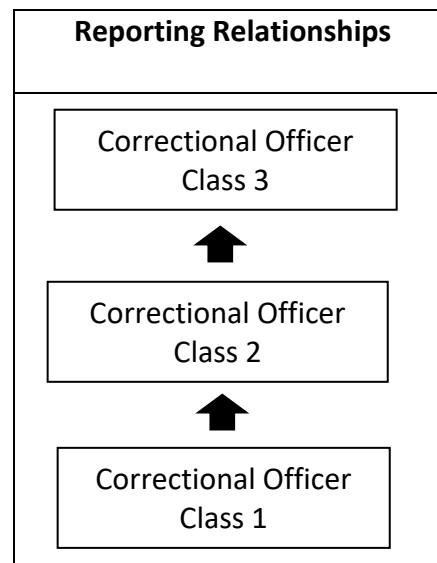 Reporting Relationships
Correctional Officer
Class 3
Correctional Officer
Class 2
Correctional Officer
Class 1